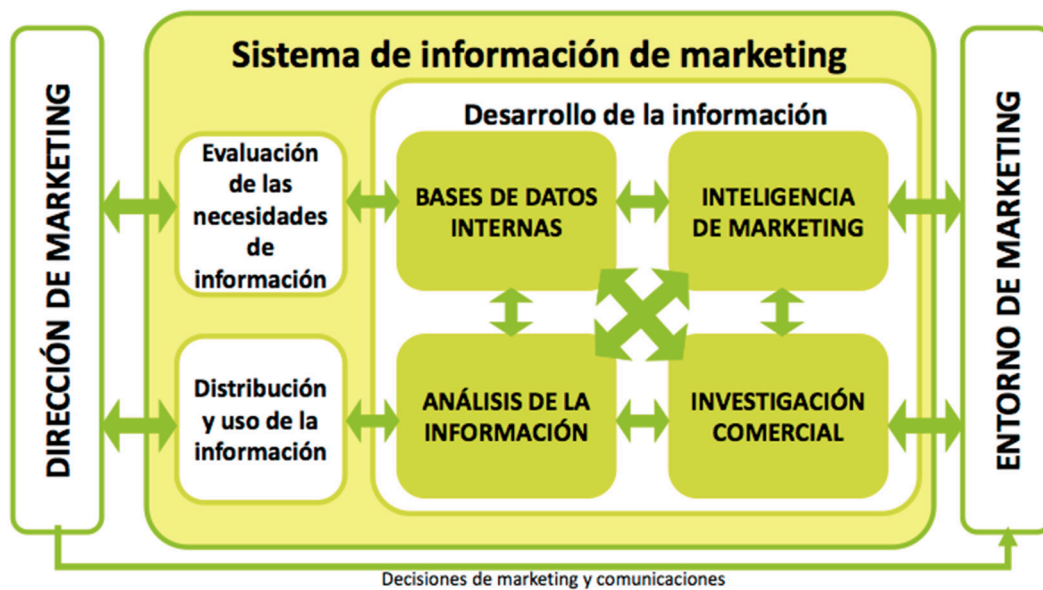 Sistema de información de marketing
DIRECCIÓN DE MARKETING
Evaluación
de las
necesidades
de
información
Distribución
y uso de la
información
Desarrollo de la información
BASES DE DATOS
INTERNAS
INTELIGENCIA
DE MARKETING
ANÁLISIS DE LA
INFORMACIÓN
INVESTIGACIÓN
COMERCIAL
ENTORNO DE MARKETING
Decisiones de marketing y comunicaciones